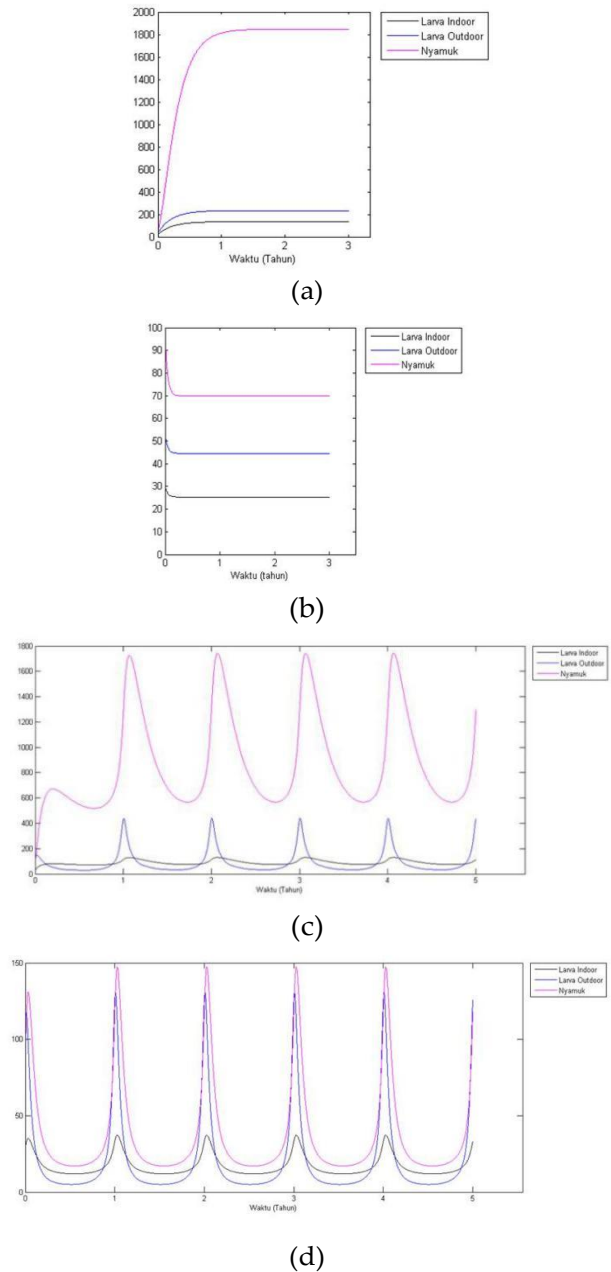 2000
1800
1600
1400
1200
1000
800
600
400
200
0
0 1 2 3
Waktu (Tahun)
Larva Indoor
Larva Outdoor
Nyamuk
(a)
100
90
80
70
60
50
40
30
20
10
0
0 1 2 3
Waktu (tahun)
Larva Indoor
Larva Outdoor
Nyamuk
(b)
1800
1600
1400
1200
1000
800
600
400
200
0
0 1 2 3 4 5
Waktu (Tahun)
Larva Indoor
Larva Outdoor
Nyamuk
(c)
150
100
50
0
0 1 2 3 4 5
Waktu (Tahun)
Larva Indoor
Larva Outdoor
Nyamuk
(d)